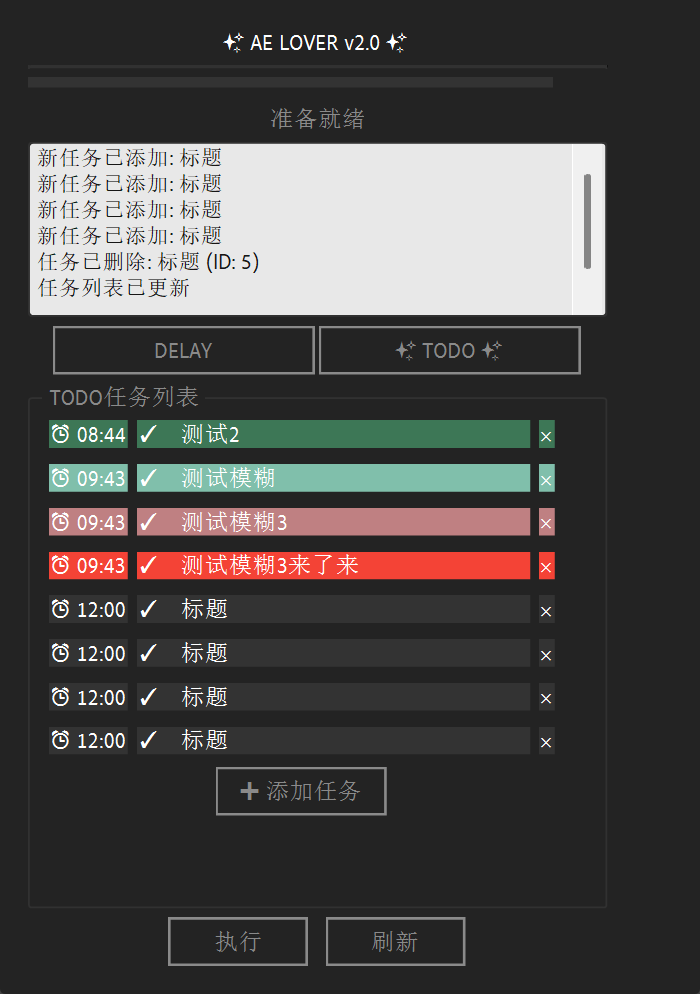 AE LOVER v2.0
准备就绪
新任务已添加: 标题
新任务已添加: 标题
新任务已添加: 标题
新任务已添加: 标题
任务已删除: 标题 (ID: 5)
任务列表已更新
DELAY TODO
TODO任务列表
08:44 ✓ 测试2 ×
09:43 ✓ 测试模糊 ×
09:43 ✓ 测试模糊3 ×
09:43 ✓ 测试模糊3来了来 ×
12:00 ✓ 标题 ×
12:00 ✓ 标题 ×
12:00 ✓ 标题 ×
12:00 ✓ 标题 ×
+ 添加任务
执行 刷新